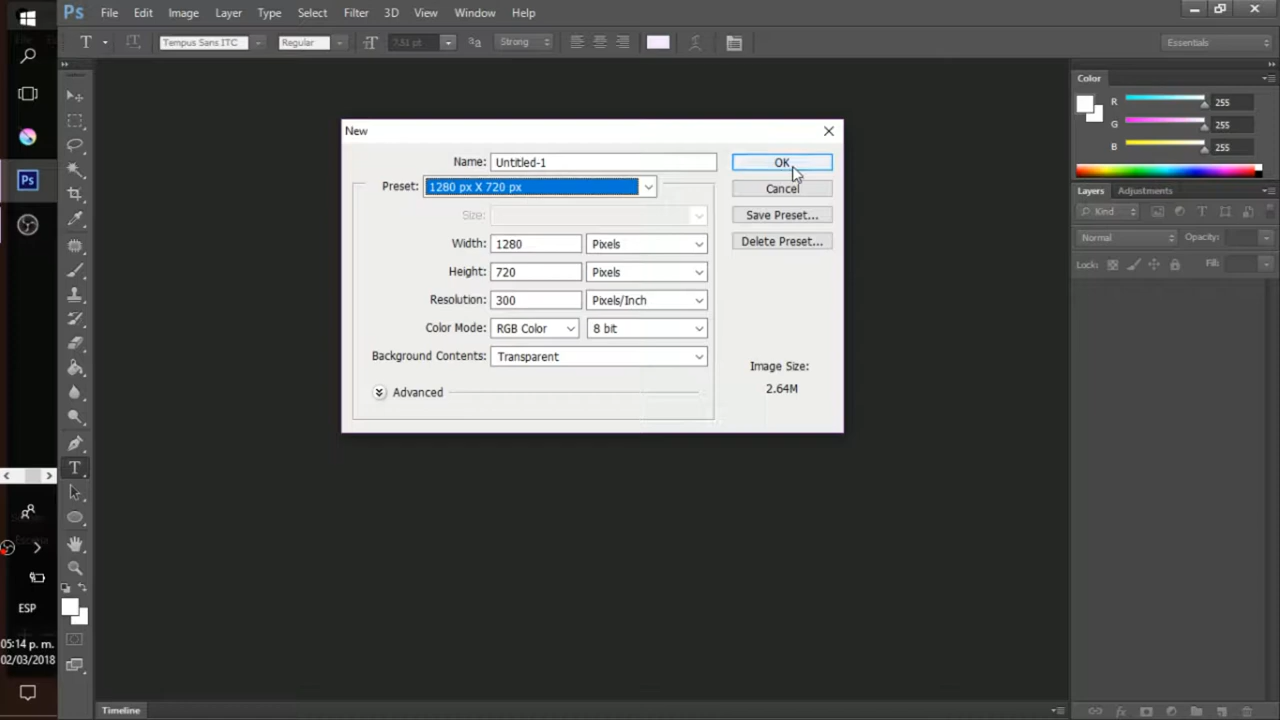 Ps File Edit Image Layer Type Select Filter 3D View Window Help
T Tempus Sans ITC Regular 7.51 pt Strong Essentials
Color
R 255
G 255
B 255
New
Name: Untitled-1 OK
Preset: 1280 px X 720 px Cancel
Size: Save Preset...
Width: 1280 Pixels Delete Preset...
Height: 720 Pixels
Resolution: 300 Pixels/Inch
Color Mode: RGB Color 8 bit
Background Contents: Transparent
Image Size:
2.64M
Advanced
Layers Adjustments
Kind
Normal Opacity:
Lock: Fill:
Ps
ESP
05:14 p. m.
02/03/2018
Timeline